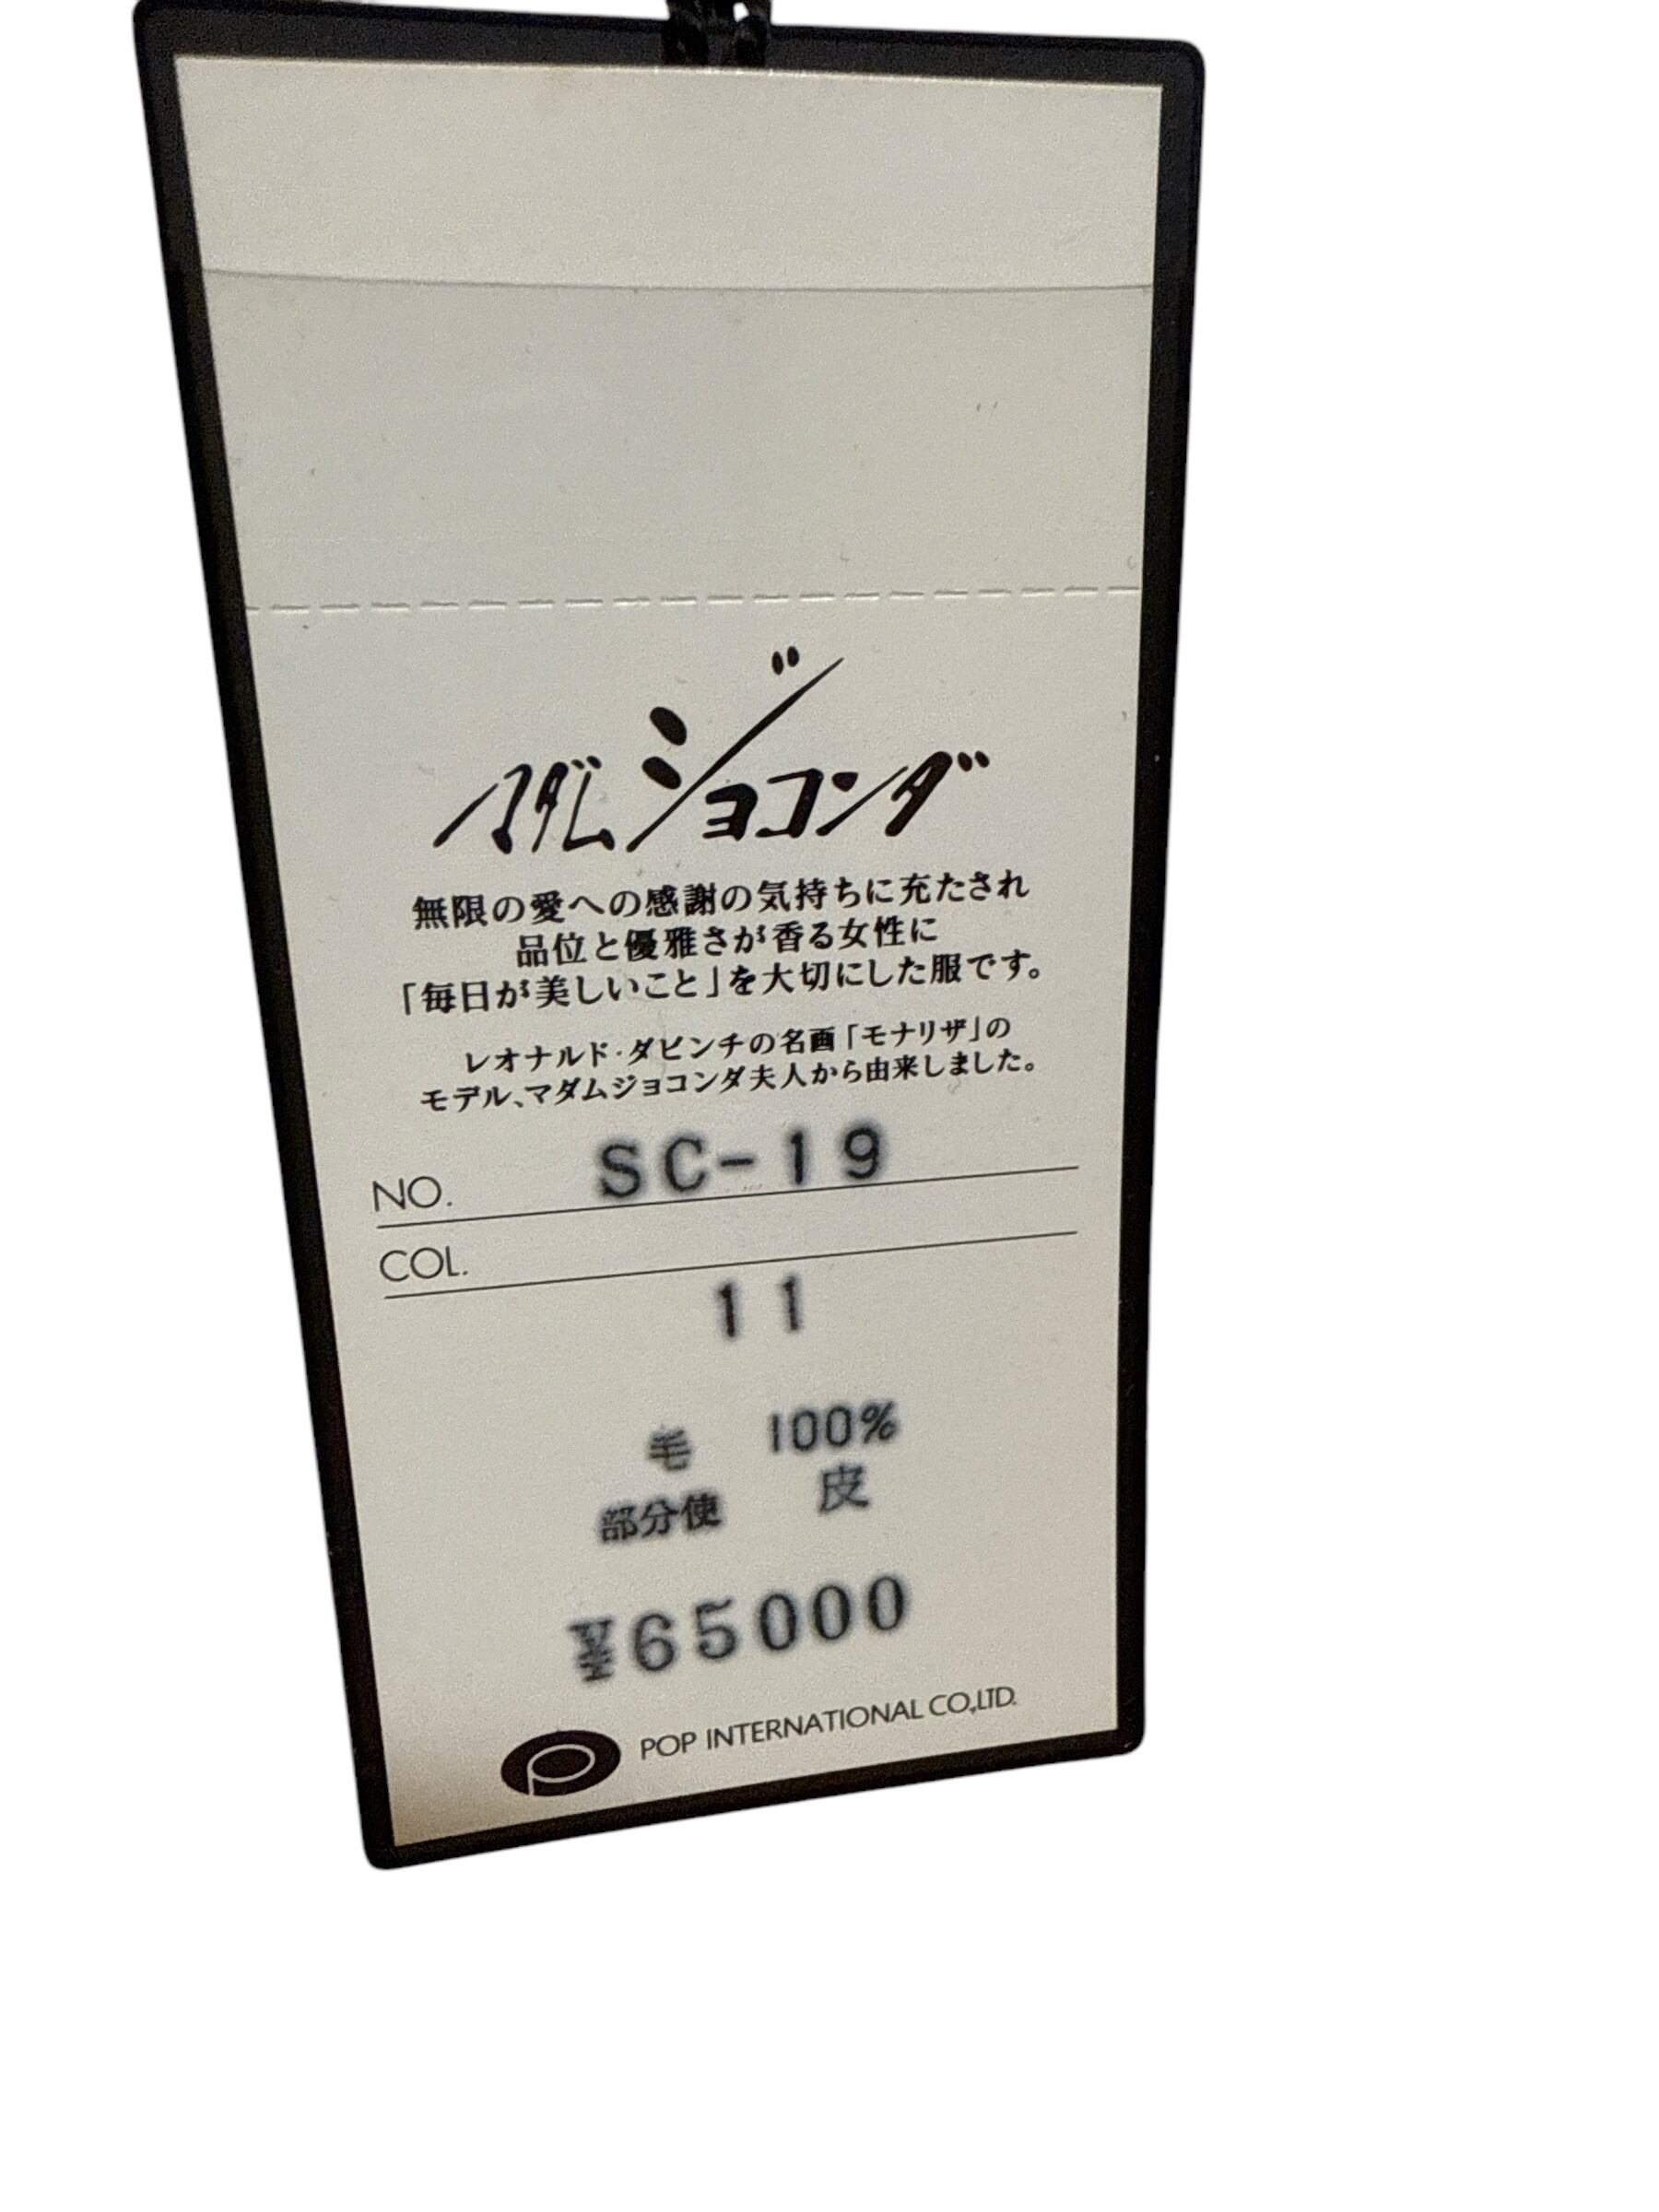 マダムジョコンダ
無限の愛への感謝の気持ちに充たされ
品位と優雅さが香る女性に
「毎日が美しいこと」を大切にした服です。
レオナルド・ダビンチの名画「モナリザ」の
モデル、マダムジョコンダ夫人から由来しました。
NO. SC-19
COL.
11
毛 100%
部分使 皮
¥65000
POP INTERNATIONAL CO.,LTD.